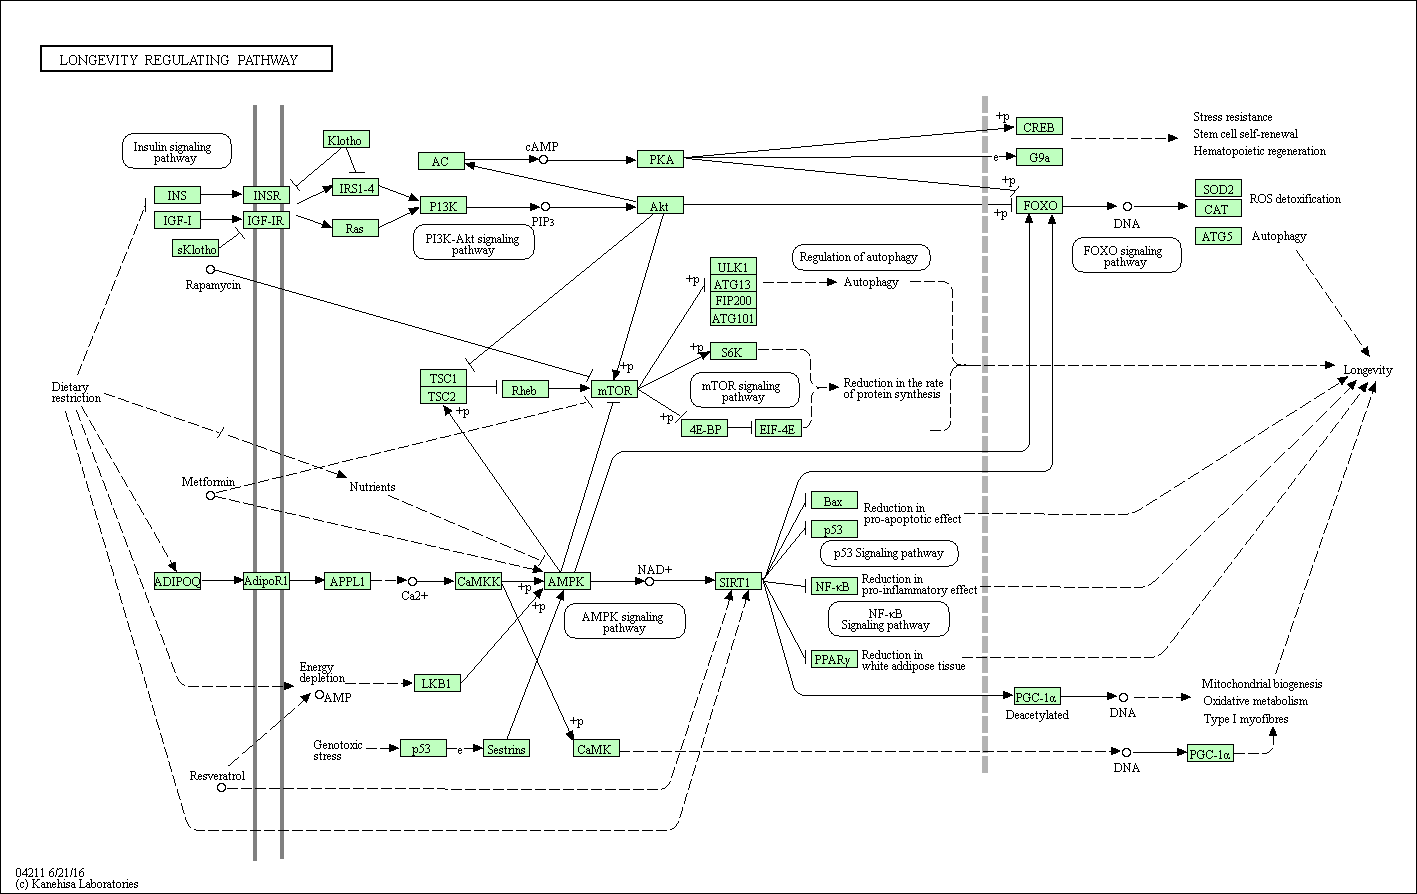 LONGEVITY REGULATING PATHWAY
Insulin signaling
pathway
Klotho
AC
cAMP
PKA
+p
CREB
e
G9a
Stress resistance
Stem cell self-renewal
Hematopoietic regeneration
INS
INSR
IRS1-4
IGF-I
IGF-IR
Ras
sKlotho
P13K
PIP3
Akt
+p
+p
FOXO
DNA
SOD2
CAT
ROS detoxification
ATG5
Autophagy
PI3K-Akt signaling
pathway
FOXO signaling
pathway
Rapamycin
+p
ULK1
ATG13
FIP200
ATG101
Regulation of autophagy
Autophagy
+p
S6K
TSC1
TSC2
+p
Rheb
+p
mTOR
mTOR signaling
pathway
Reduction in the rate
of protein synthesis
+p
4E-BP
EIF-4E
Longevity
Dietary
restriction
Metformin
Nutrients
Bax
Reduction in
pro-apoptotic effect
p53
p53 Signaling pathway
ADIPOQ
AdipoR1
APPL1
Ca2+
CaMKK
+p
+p
AMPK
NAD+
SIRT1
NF-κB
Reduction in
pro-inflammatory effect
AMPK signaling
pathway
NF-κB
Signaling pathway
PPARγ
Reduction in
white addipose tissue
Energy
depletion
AMP
LKB1
PGC-1α
Deacetylated
DNA
Mitochondrial biogenesis
Oxidative metabolism
Type I myofibres
Genotoxic
stress
p53
e
Sestrins
+p
CaMK
DNA
PGC-1α
Resveratrol
04211 6/21/16
(c) Kanehisa Laboratories